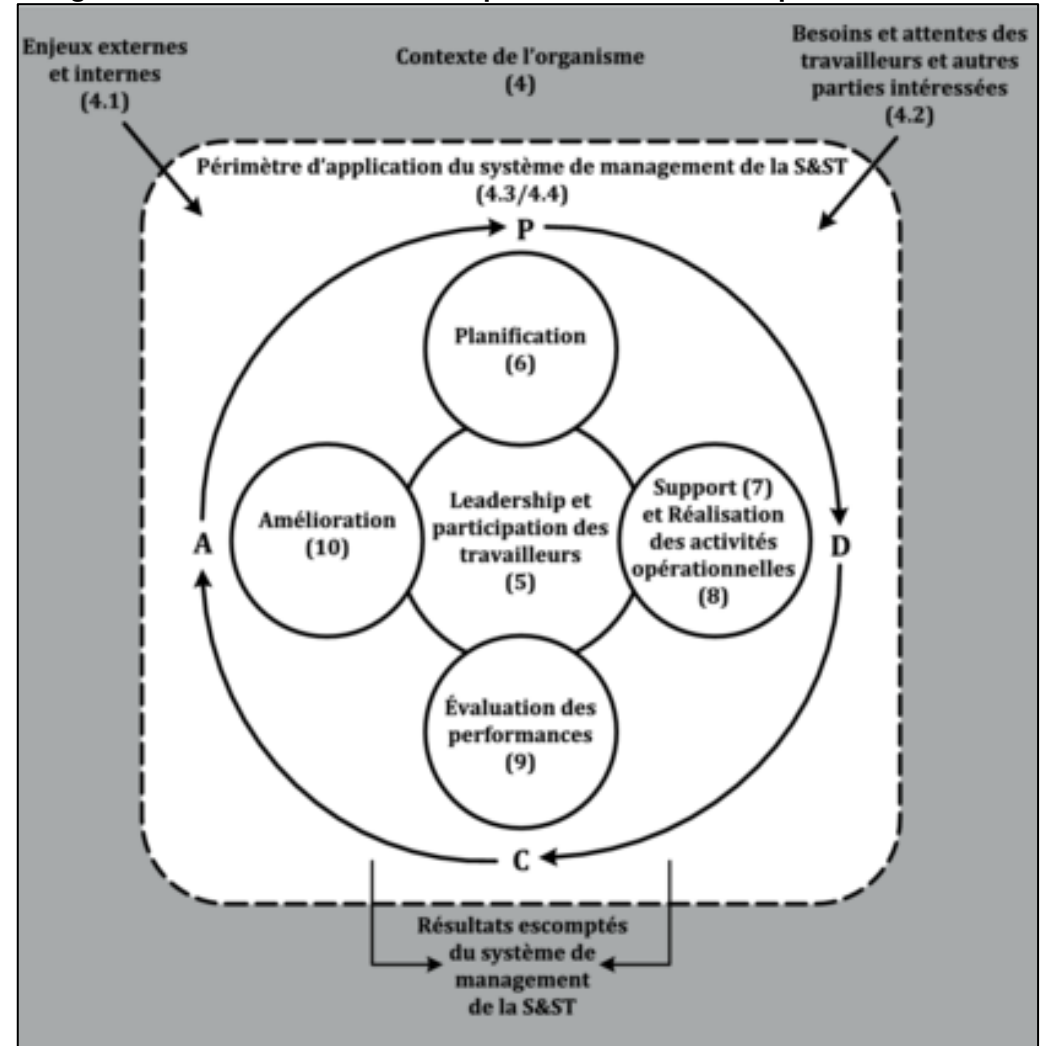 Enjeux externes
et internes
(4.1)
Contexte de l'organisme
(4)
Besoins et attentes des
travailleurs et autres
parties intéressées
(4.2)
Périmètre d'application du système de management de la S&ST
(4.3/4.4)
P
Planification
(6)
Amélioration
(10)
A
Leadership et
participation des
travailleurs
(5)
Support (7)
et Réalisation
des activités
opérationnelles
(8)
D
Évaluation des
performances
(9)
C
Résultats escomptés
du système de
management
de la S&ST